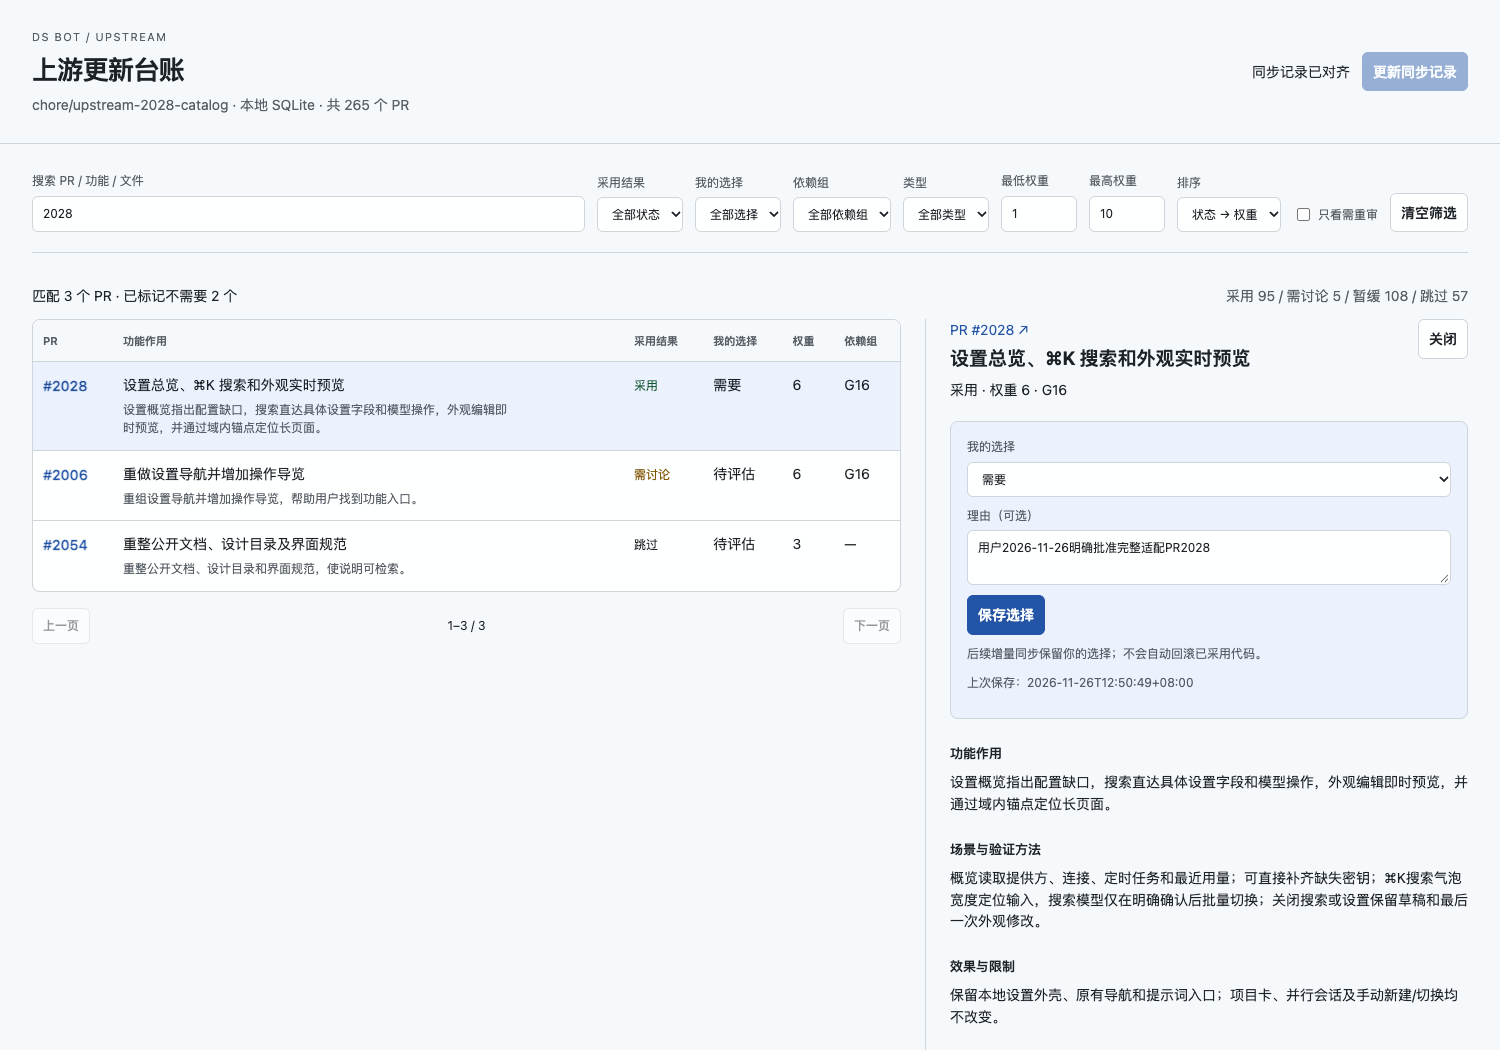 DS BOT / UPSTREAM
上游更新台账
chore/upstream-2028-catalog · 本地 SQLite · 共 265 个 PR
同步记录已对齐
更新同步记录
搜索 PR / 功能 / 文件
采用结果
我的选择
依赖组
类型
最低权重
最高权重
排序
2028
全部状态
全部选择
全部依赖组
全部类型
1
10
状态 → 权重
只看需重审
清空筛选
匹配 3 个 PR · 已标记不需要 2 个
采用 95 / 需讨论 5 / 暂缓 108 / 跳过 57
PR 功能作用 采用结果 我的选择 权重 依赖组
#2028 设置总览、⌘K 搜索和外观实时预览 采用 需要 6 G16
设置概览指出配置缺口，搜索直达具体设置字段和模型操作，外观编辑即
时预览，并通过域内锚点定位长页面。
#2006 重做设置导航并增加操作导览 需讨论 待评估 6 G16
重组设置导航并增加操作导览，帮助用户找到功能入口。
#2054 重整公开文档、设计目录及界面规范 跳过 待评估 3 —
重整公开文档、设计目录和界面规范，使说明可检索。
上一页
1–3 / 3
下一页
PR #2028 ↗
关闭
设置总览、⌘K 搜索和外观实时预览
采用 · 权重 6 · G16
我的选择
需要
理由（可选）
用户2026-11-26明确批准完整适配PR2028
保存选择
后续增量同步保留你的选择；不会自动回滚已采用代码。
上次保存：2026-11-26T12:50:49+08:00
功能作用
设置概览指出配置缺口，搜索直达具体设置字段和模型操作，外观编辑即时预览，并
通过域内锚点定位长页面。
场景与验证方法
概览读取提供方、连接、定时任务和最近用量；可直接补齐缺失密钥；⌘K搜索气泡
宽度定位输入，搜索模型仅在明确确认后批量切换；关闭搜索或设置保留草稿和最后
一次外观修改。
效果与限制
保留本地设置外壳、原有导航和提示词入口；项目卡、并行会话及手动新建/切换均
不改变。